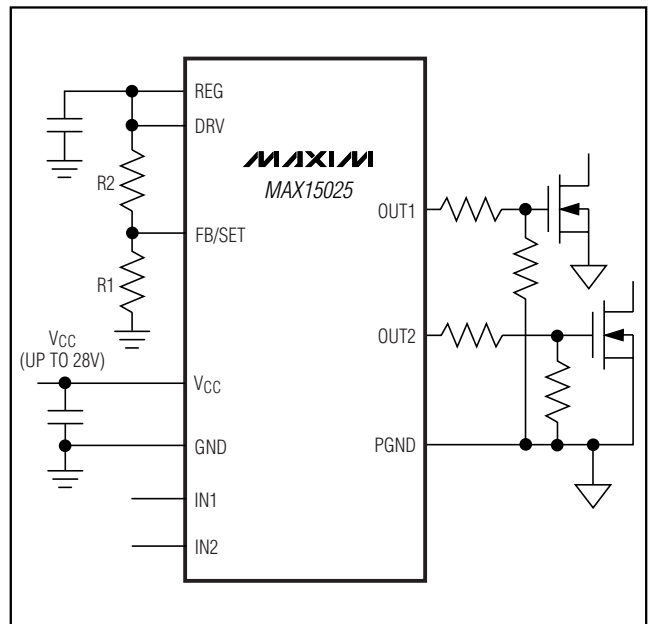 REG
DRV
MAXIM
MAX15025
R2
OUT1
FB/SET
R1
OUT2
VCC
(UP TO 28V)
VCC
GND
PGND
IN1
IN2